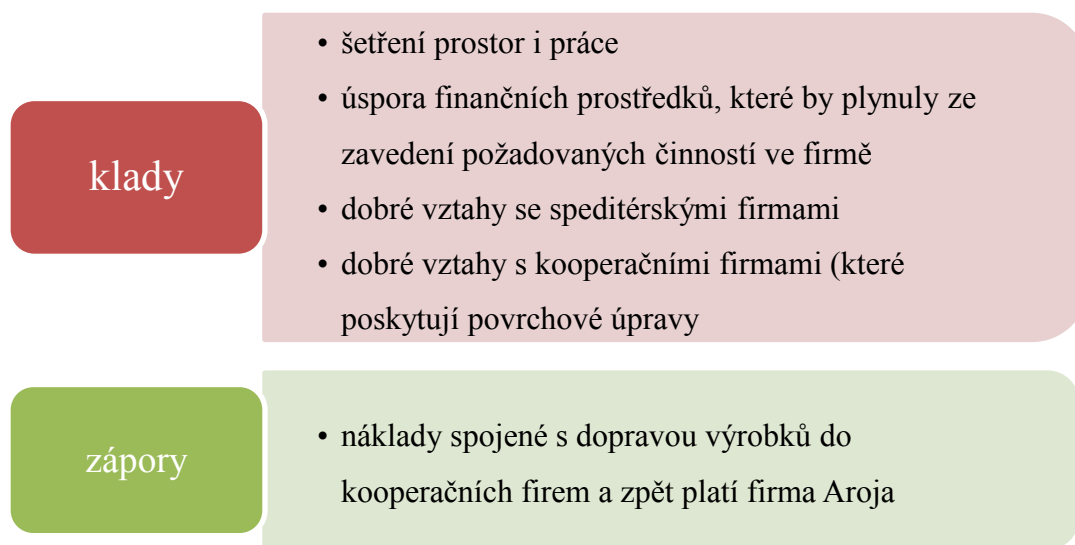 klady
• šetření prostor i práce
• úspora finančních prostředků, které by plynuly ze
zavedení požadovaných činností ve firmě
• dobré vztahy se speditérskými firmami
• dobré vztahy s kooperačními firmami (které
poskytují povrchové úpravy
zápory
• náklady spojené s dopravou výrobků do
kooperačních firem a zpět platí firma Aroja